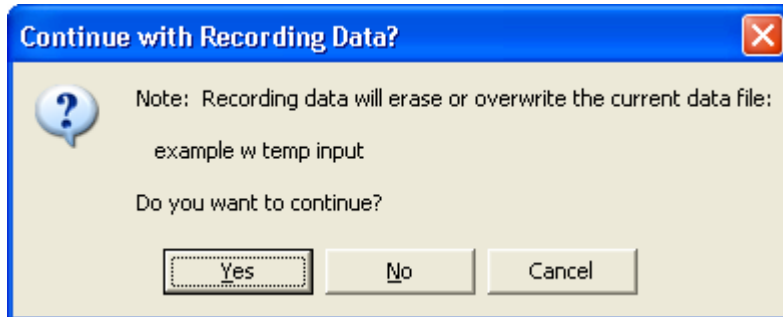 Continue with Recording Data?
Note:  Recording data will erase or overwrite the current data file:
example w temp input
Do you want to continue?
Yes No Cancel